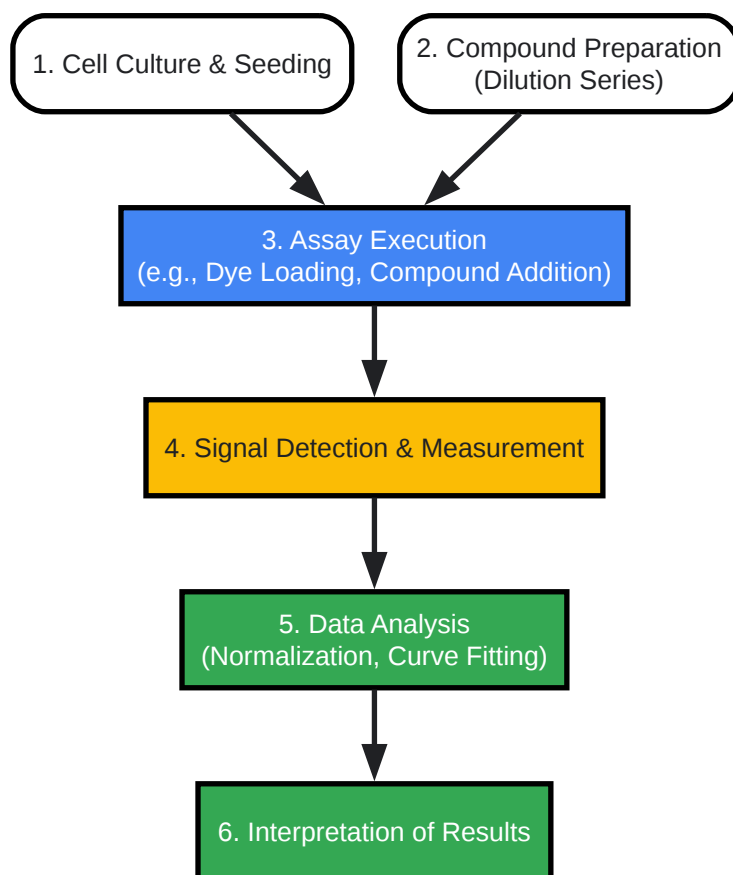 1. Cell Culture & Seeding
2. Compound Preparation
(Dilution Series)
3. Assay Execution
(e.g., Dye Loading, Compound Addition)
4. Signal Detection & Measurement
5. Data Analysis
(Normalization, Curve Fitting)
6. Interpretation of Results